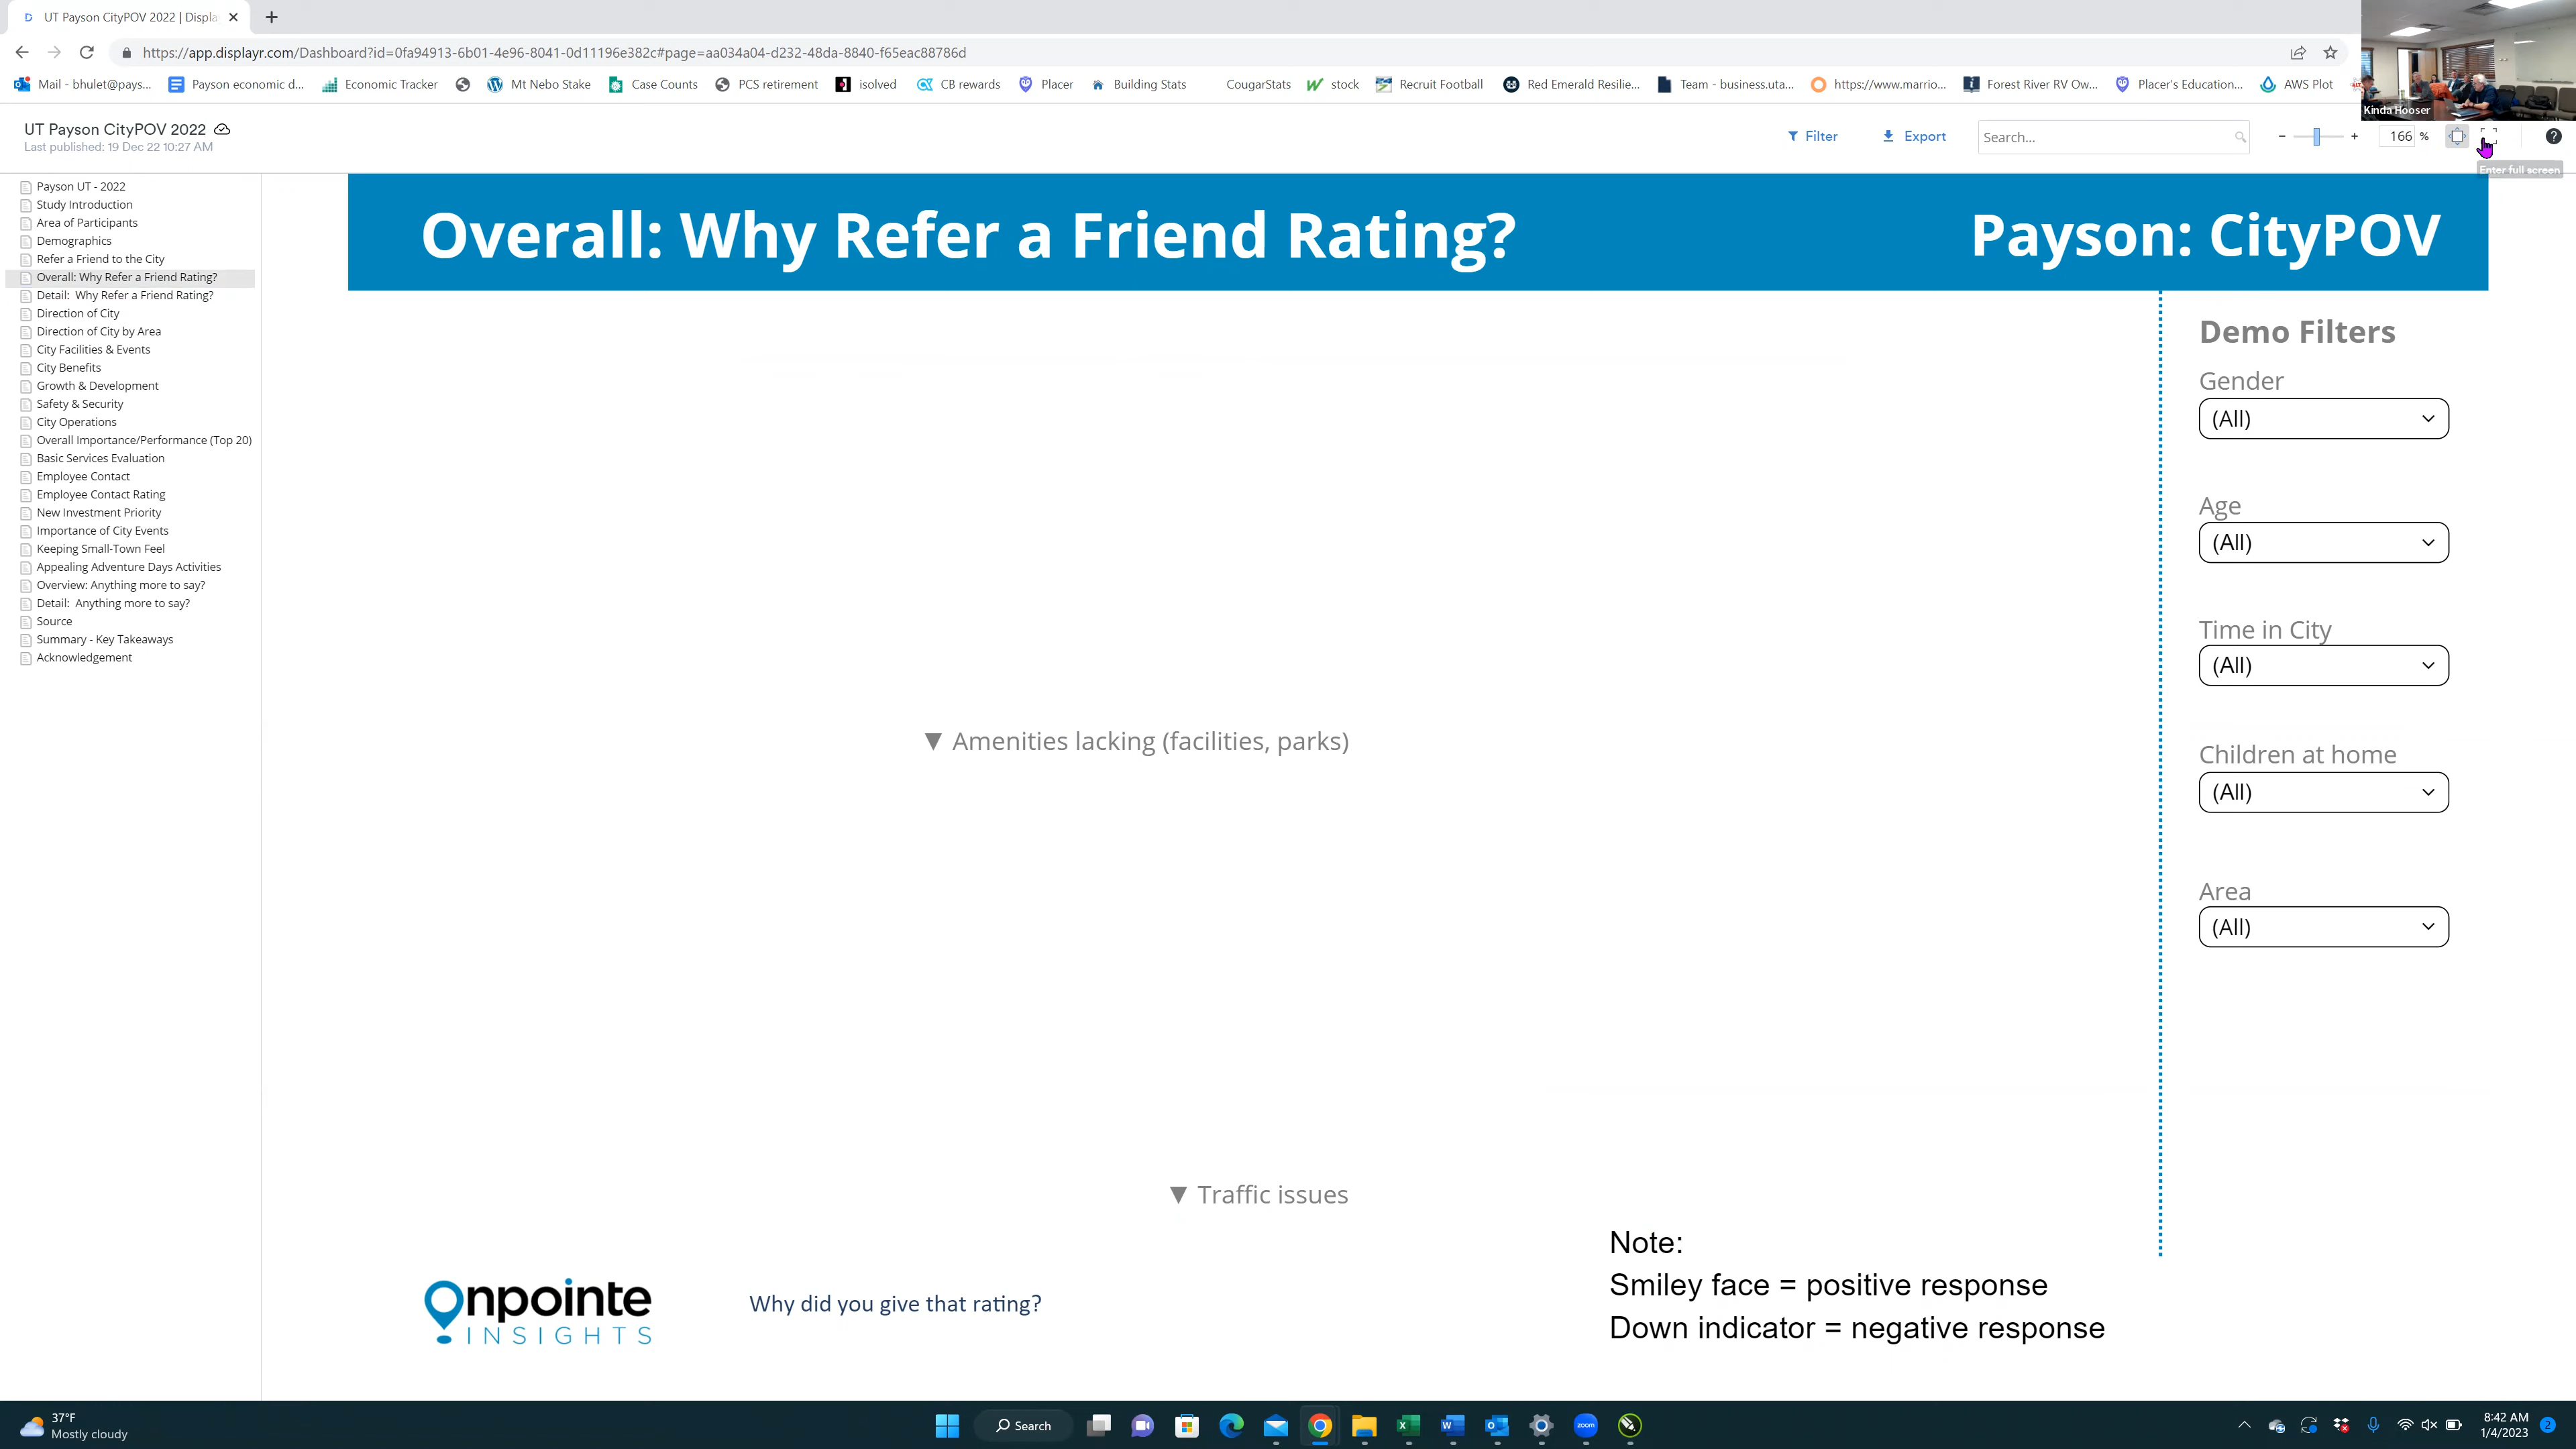 UT Payson CityPOV 2022 | Displa
https://app.displayr.com/Dashboard?id=0fa94913-6b01-4e96-8041-0d11196e382c#page=aa034a04-d232-48da-8840-f65eac88786d
Mail - bhulet@pays... Payson economic d... Economic Tracker Mt Nebo Stake Case Counts PCS retirement isolved CB rewards Placer Building Stats CougarStats stock Recruit Football Red Emerald Resilie... Team - business.uta... https://www.marrio... Forest River RV Ow... Placer's Education... AWS Plot
Kinda Hooser
UT Payson CityPOV 2022
Last published: 19 Dec 22 10:27 AM
Filter Export Search... − + 166 % ?
Enter full screen
Payson UT - 2022
Study Introduction
Area of Participants
Demographics
Refer a Friend to the City
Overall: Why Refer a Friend Rating?
Detail: Why Refer a Friend Rating?
Direction of City
Direction of City by Area
City Facilities & Events
City Benefits
Growth & Development
Safety & Security
City Operations
Overall Importance/Performance (Top 20)
Basic Services Evaluation
Employee Contact
Employee Contact Rating
New Investment Priority
Importance of City Events
Keeping Small-Town Feel
Appealing Adventure Days Activities
Overview: Anything more to say?
Detail: Anything more to say?
Source
Summary - Key Takeaways
Acknowledgement
Overall: Why Refer a Friend Rating? Payson: CityPOV
Demo Filters
Gender
(All)
Age
(All)
Time in City
(All)
Children at home
(All)
Area
(All)
▼ Amenities lacking (facilities, parks)
▼ Traffic issues
Note:
Smiley face = positive response
Down indicator = negative response
Onpointe
INSIGHTS
Why did you give that rating?
37°F
Mostly cloudy
Search
zoom
8:42 AM
1/4/2023
2